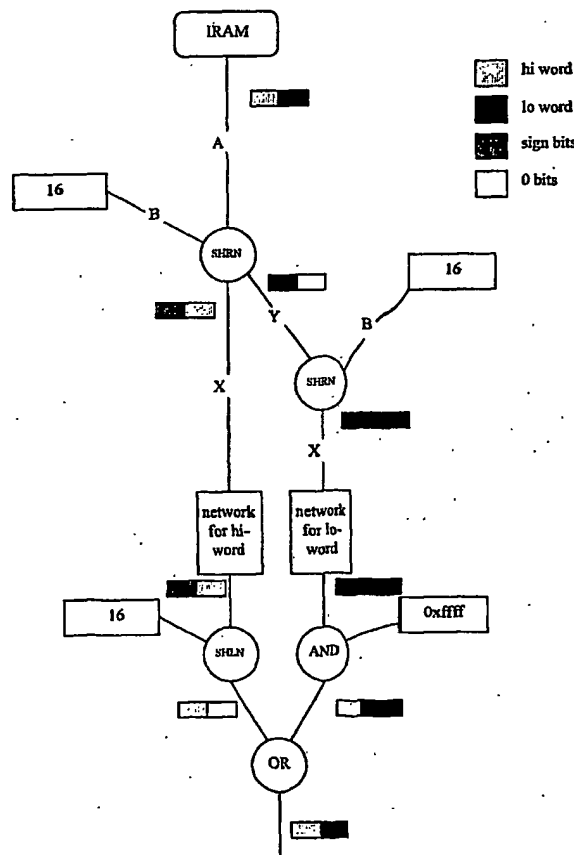 IRAM
hi word
lo word
sign bits
0 bits
A
16
B
SHRN
16
Y
B
SHRN
X
X
network
for hi-
word
network
for lo-
word
16
0xffff
SHLN
AND
OR